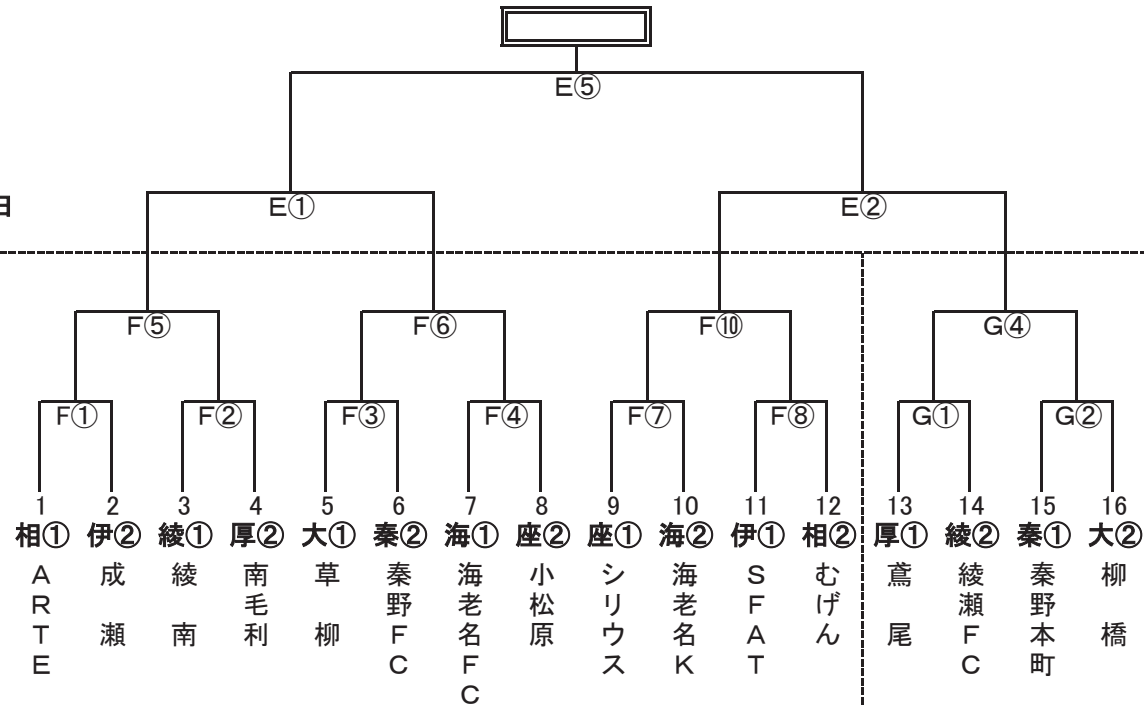 E⑤
日
E①
E②
F⑤
F⑥
F⑩
G④
F①
F②
F③
F④
F⑦
F⑧
G①
G②
1 2 3 4 5 6 7 8 9 10 11 12 13 14 15 16
相① 伊② 綾① 厚② 大① 秦② 海① 座② 座① 海② 伊① 相② 厚① 綾② 秦① 大②
ARTE
成瀬
綾南
南毛利
草柳
秦野FC
海老名FC
小松原
シリウス
海老名K
SFAT
むげん
鳶尾
綾瀬FC
秦野本町
柳橋